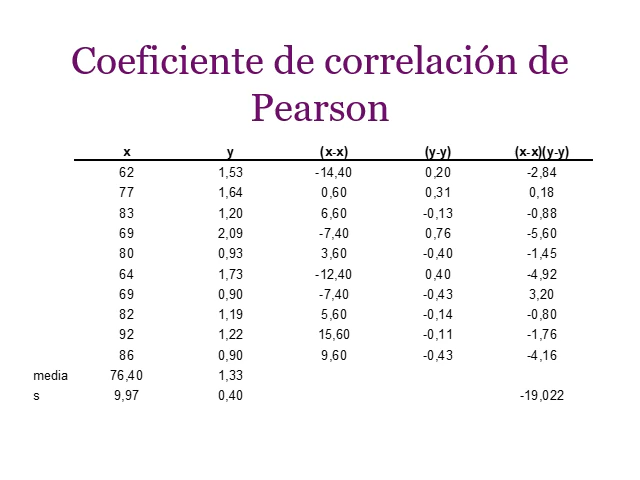 Coeficiente de correlación de
Pearson
x y (x-x) (y-y) (x-x)(y-y)
62 1,53 -14,40 0,20 -2,84
77 1,64 0,60 0,31 0,18
83 1,20 6,60 -0,13 -0,88
69 2,09 -7,40 0,76 -5,60
80 0,93 3,60 -0,40 -1,45
64 1,73 -12,40 0,40 -4,92
69 0,90 -7,40 -0,43 3,20
82 1,19 5,60 -0,14 -0,80
92 1,22 15,60 -0,11 -1,76
86 0,90 9,60 -0,43 -4,16
media 76,40 1,33
s 9,97 0,40 -19,022